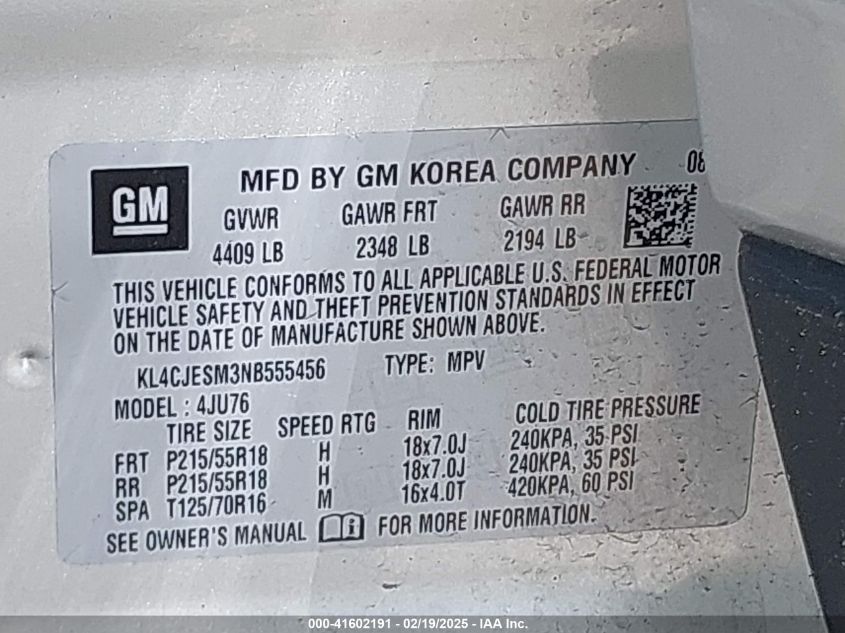 GM
MFD BY GM KOREA COMPANY 08
GVWR GAWR FRT GAWR RR
4409 LB 2348 LB 2194 LB
THIS VEHICLE CONFORMS TO ALL APPLICABLE U.S. FEDERAL MOTOR
VEHICLE SAFETY AND THEFT PREVENTION STANDARDS IN EFFECT
ON THE DATE OF MANUFACTURE SHOWN ABOVE.
KL4CJESM3NB555456 TYPE: MPV
MODEL : 4JU76
TIRE SIZE SPEED RTG RIM COLD TIRE PRESSURE
FRT P215/55R18 H 18x7.0J 240KPA, 35 PSI
RR P215/55R18 H 18x7.0J 240KPA, 35 PSI
SPA T125/70R16 M 16x4.0T 420KPA, 60 PSI
SEE OWNER'S MANUAL FOR MORE INFORMATION.
000-41602191 - 02/19/2025 - IAA Inc.